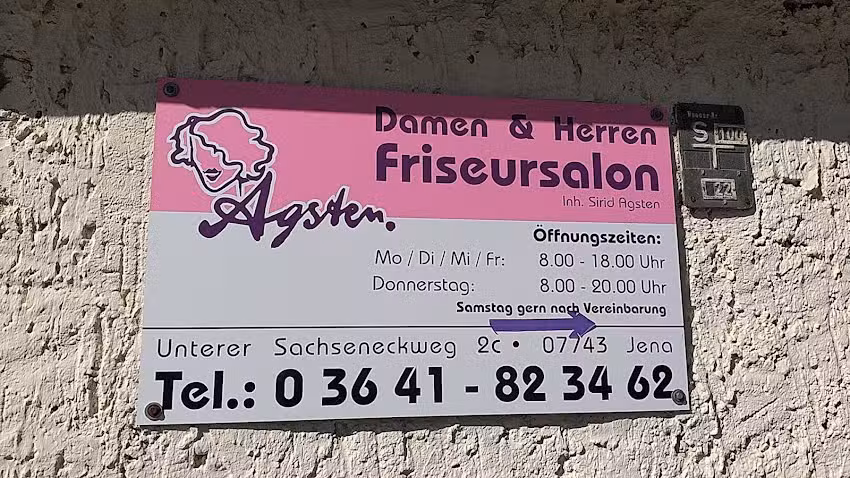 Damen & Herren
Friseursalon
Inh. Sirid Agsten
Agsten.
Öffnungszeiten:
Mo / Di / Mi / Fr: 8.00 - 18.00 Uhr
Donnerstag: 8.00 - 20.00 Uhr
Samstag gern nach Vereinbarung
Unterer Sachseneckweg 2c • 07743 Jena
Tel.: 0 36 41 - 82 34 62
S 100